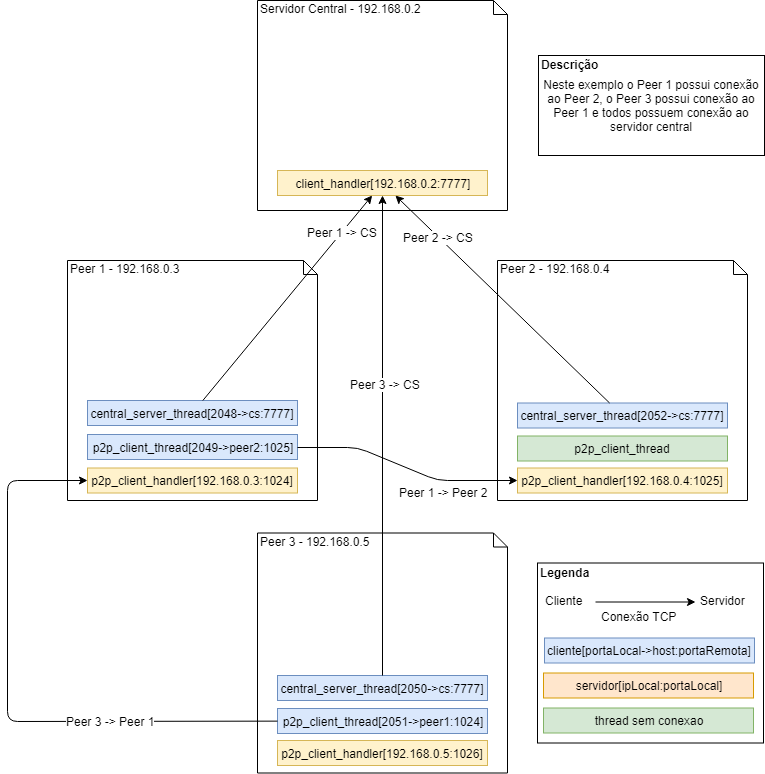 Servidor Central - 192.168.0.2
Descrição
Neste exemplo o Peer 1 possui conexão
ao Peer 2, o Peer 3 possui conexão ao
Peer 1 e todos possuem conexão ao
servidor central
client_handler[192.168.0.2:7777]
Peer 1 -> CS
Peer 2 -> CS
Peer 1 - 192.168.0.3
Peer 2 - 192.168.0.4
Peer 3 -> CS
central_server_thread[2048->cs:7777]
central_server_thread[2052->cs:7777]
p2p_client_thread[2049->peer2:1025]
p2p_client_thread
p2p_client_handler[192.168.0.3:1024]
p2p_client_handler[192.168.0.4:1025]
Peer 1 -> Peer 2
Peer 3 - 192.168.0.5
Legenda
Cliente
Servidor
Conexão TCP
cliente[portaLocal->host:portaRemota]
servidor[ipLocal:portaLocal]
central_server_thread[2050->cs:7777]
Peer 3 -> Peer 1
p2p_client_thread[2051->peer1:1024]
thread sem conexao
p2p_client_handler[192.168.0.5:1026]